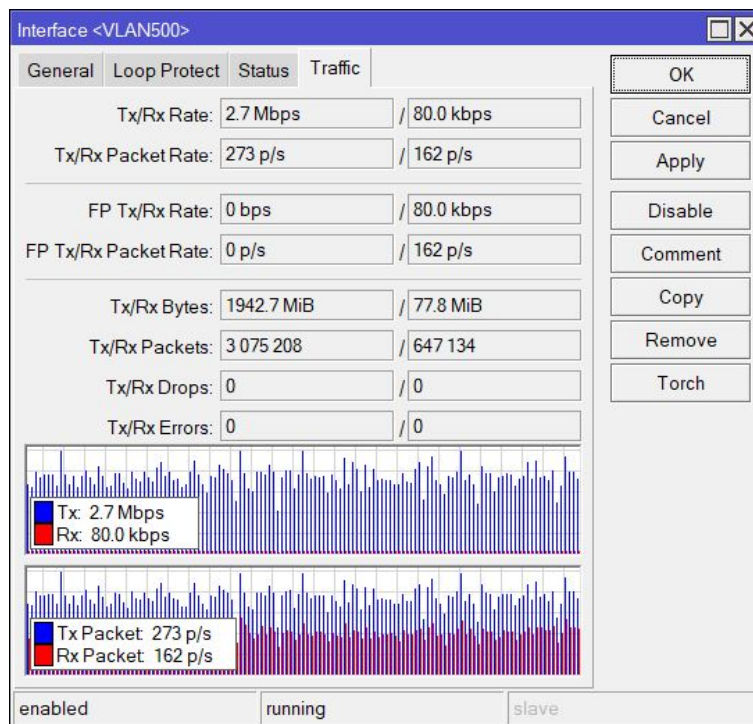 Interface <VLAN500>
General Loop Protect Status Traffic
OK
Tx/Rx Rate: 2.7 Mbps / 80.0 kbps
Cancel
Tx/Rx Packet Rate: 273 p/s / 162 p/s
Apply
FP Tx/Rx Rate: 0 bps / 80.0 kbps
Disable
FP Tx/Rx Packet Rate: 0 p/s / 162 p/s
Comment
Tx/Rx Bytes: 1942.7 MiB / 77.8 MiB
Copy
Tx/Rx Packets: 3 075 208 / 647 134
Remove
Tx/Rx Drops: 0 / 0
Torch
Tx/Rx Errors: 0 / 0
Tx: 2.7 Mbps
Rx: 80.0 kbps
Tx Packet: 273 p/s
Rx Packet: 162 p/s
enabled running slave